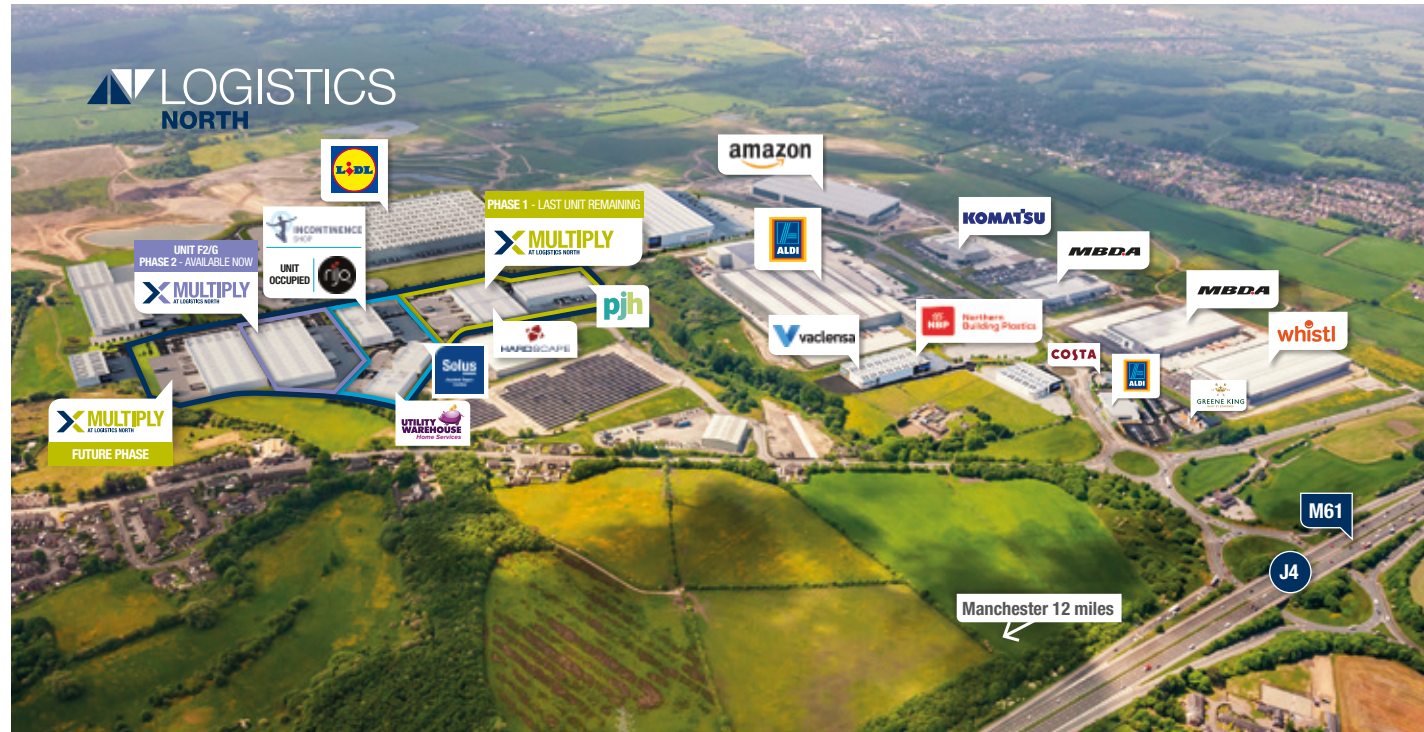 LOGISTICS
NORTH
LIDL
amazon
PHASE 1 - LAST UNIT REMAINING
MULTIPLY
AT LOGISTICS NORTH
INCONTINENCE
SHOP
UNIT
OCCUPIED
ALDI
KOMATSU
MBDA
UNIT F2/G
PHASE 2 - AVAILABLE NOW
MULTIPLY
AT LOGISTICS NORTH
MBDA
pjh
HARDSCAPE
vaclensa
NBP
Northern
Building Plastics
whistl
COSTA
Solus
ALDI
GREENE KING
MULTIPLY
AT LOGISTICS NORTH
FUTURE PHASE
UTILITY
WAREHOUSE
Home Services
M61
J4
Manchester 12 miles